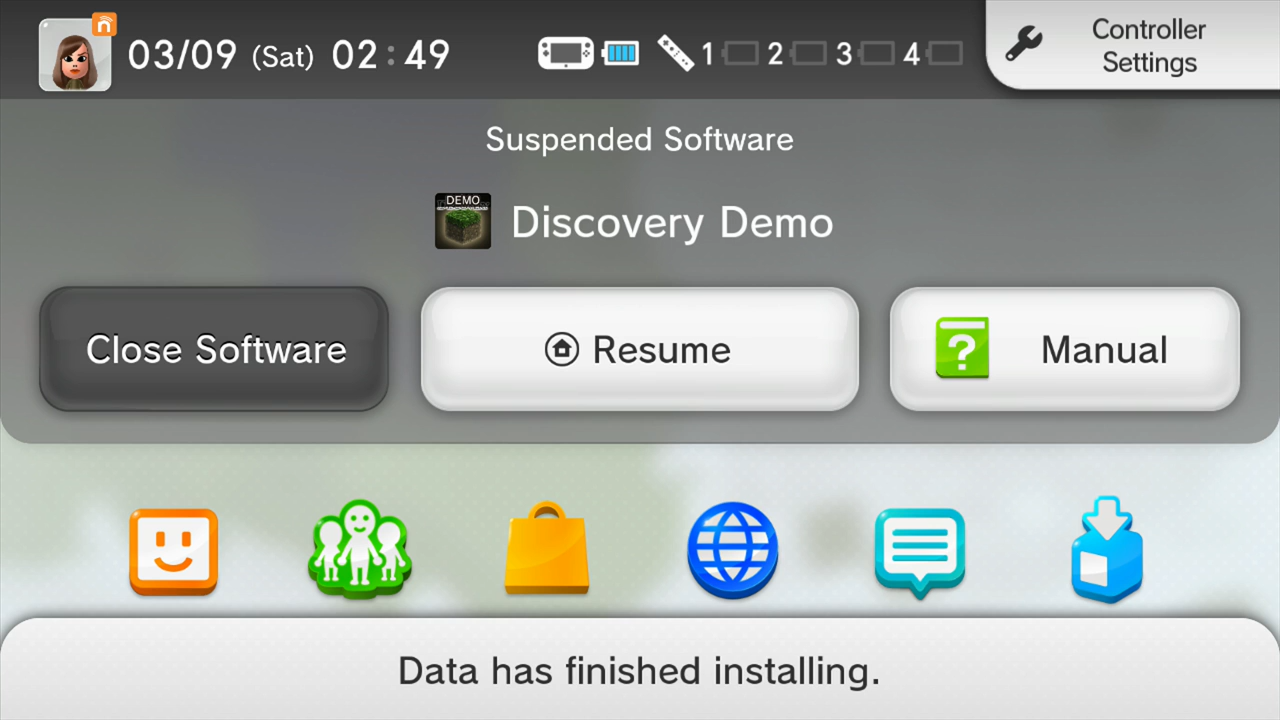 03/09 (Sat) 02:49
1 2 3 4
Controller
Settings
Suspended Software
DEMO
Discovery Demo
Close Software
Resume
? Manual
Data has finished installing.